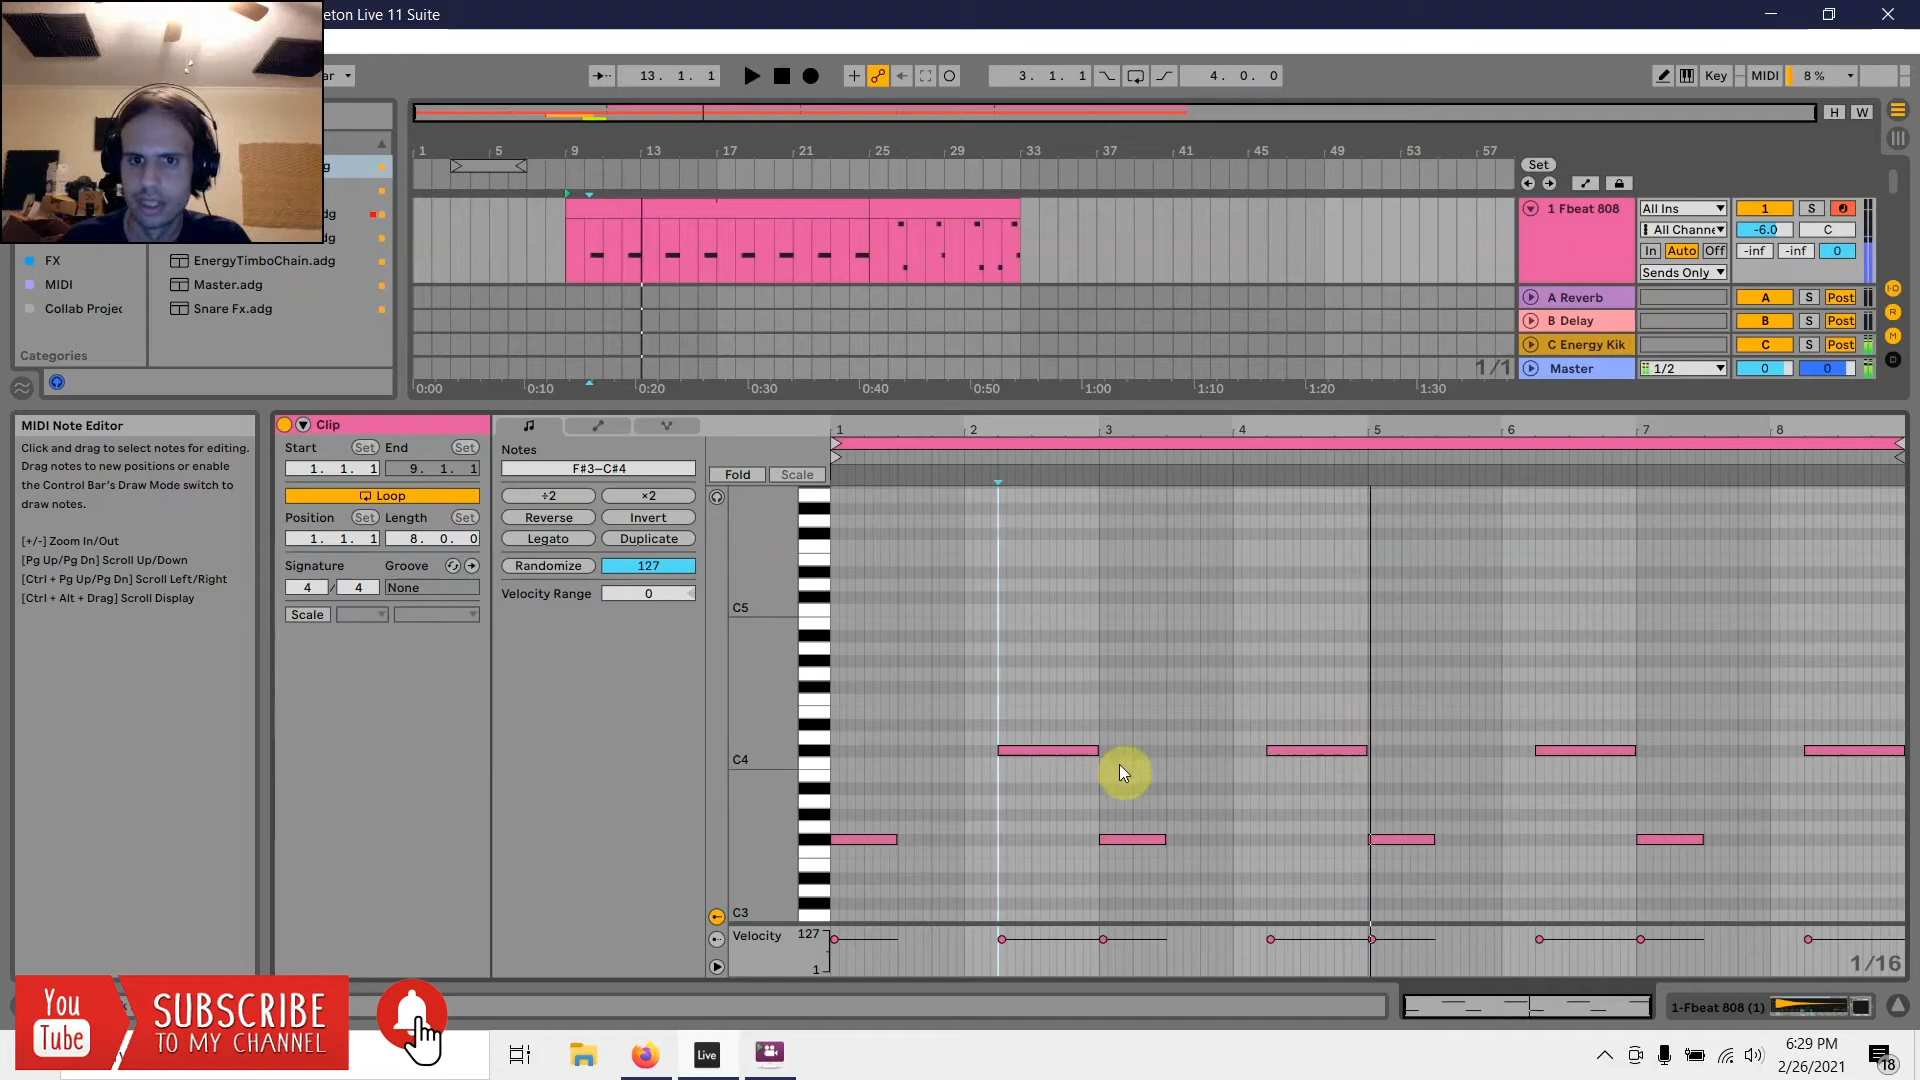 eton Live 11 Suite
ar
13. 1. 1
3. 1. 1
4. 0. 0
Key
MIDI
8 %
H
W
1
5
9
13
17
21
25
29
33
37
41
45
49
53
57
Set
g
dg
dg
FX
EnergyTimboChain.adg
MIDI
Master.adg
Collab Projec
Snare Fx.adg
Categories
1 Fbeat 808
All Ins
1
S
All Channe
-6.0
C
In
Auto
Off
-inf
-inf
0
Sends Only
A Reverb
A
S
Post
B Delay
B
S
Post
C Energy Kik
C
S
Post
1/1
Master
1/2
0
0
0:00
0:10
0:20
0:30
0:40
0:50
1:00
1:10
1:20
1:30
MIDI Note Editor
Click and drag to select notes for editing.
Drag notes to new positions or enable
the Control Bar's Draw Mode switch to
draw notes.
[+/-] Zoom In/Out
[Pg Up/Pg Dn] Scroll Up/Down
[Ctrl + Pg Up/Pg Dn] Scroll Left/Right
[Ctrl + Alt + Drag] Scroll Display
Clip
Start
Set
End
Set
1. 1. 1
9. 1. 1
Loop
Position
Set
Length
Set
1. 1. 1
8. 0. 0
Signature
Groove
4 / 4
None
Scale
Notes
F#3–C#4
÷2
×2
Reverse
Invert
Legato
Duplicate
Randomize
127
Velocity Range
0
Fold
Scale
1
2
3
4
5
6
7
8
C5
C4
C3
Velocity
127
1
1/16
1-Fbeat 808 (1)
You
Tube
SUBSCRIBE
TO MY CHANNEL
Live
6:29 PM
2/26/2021
18